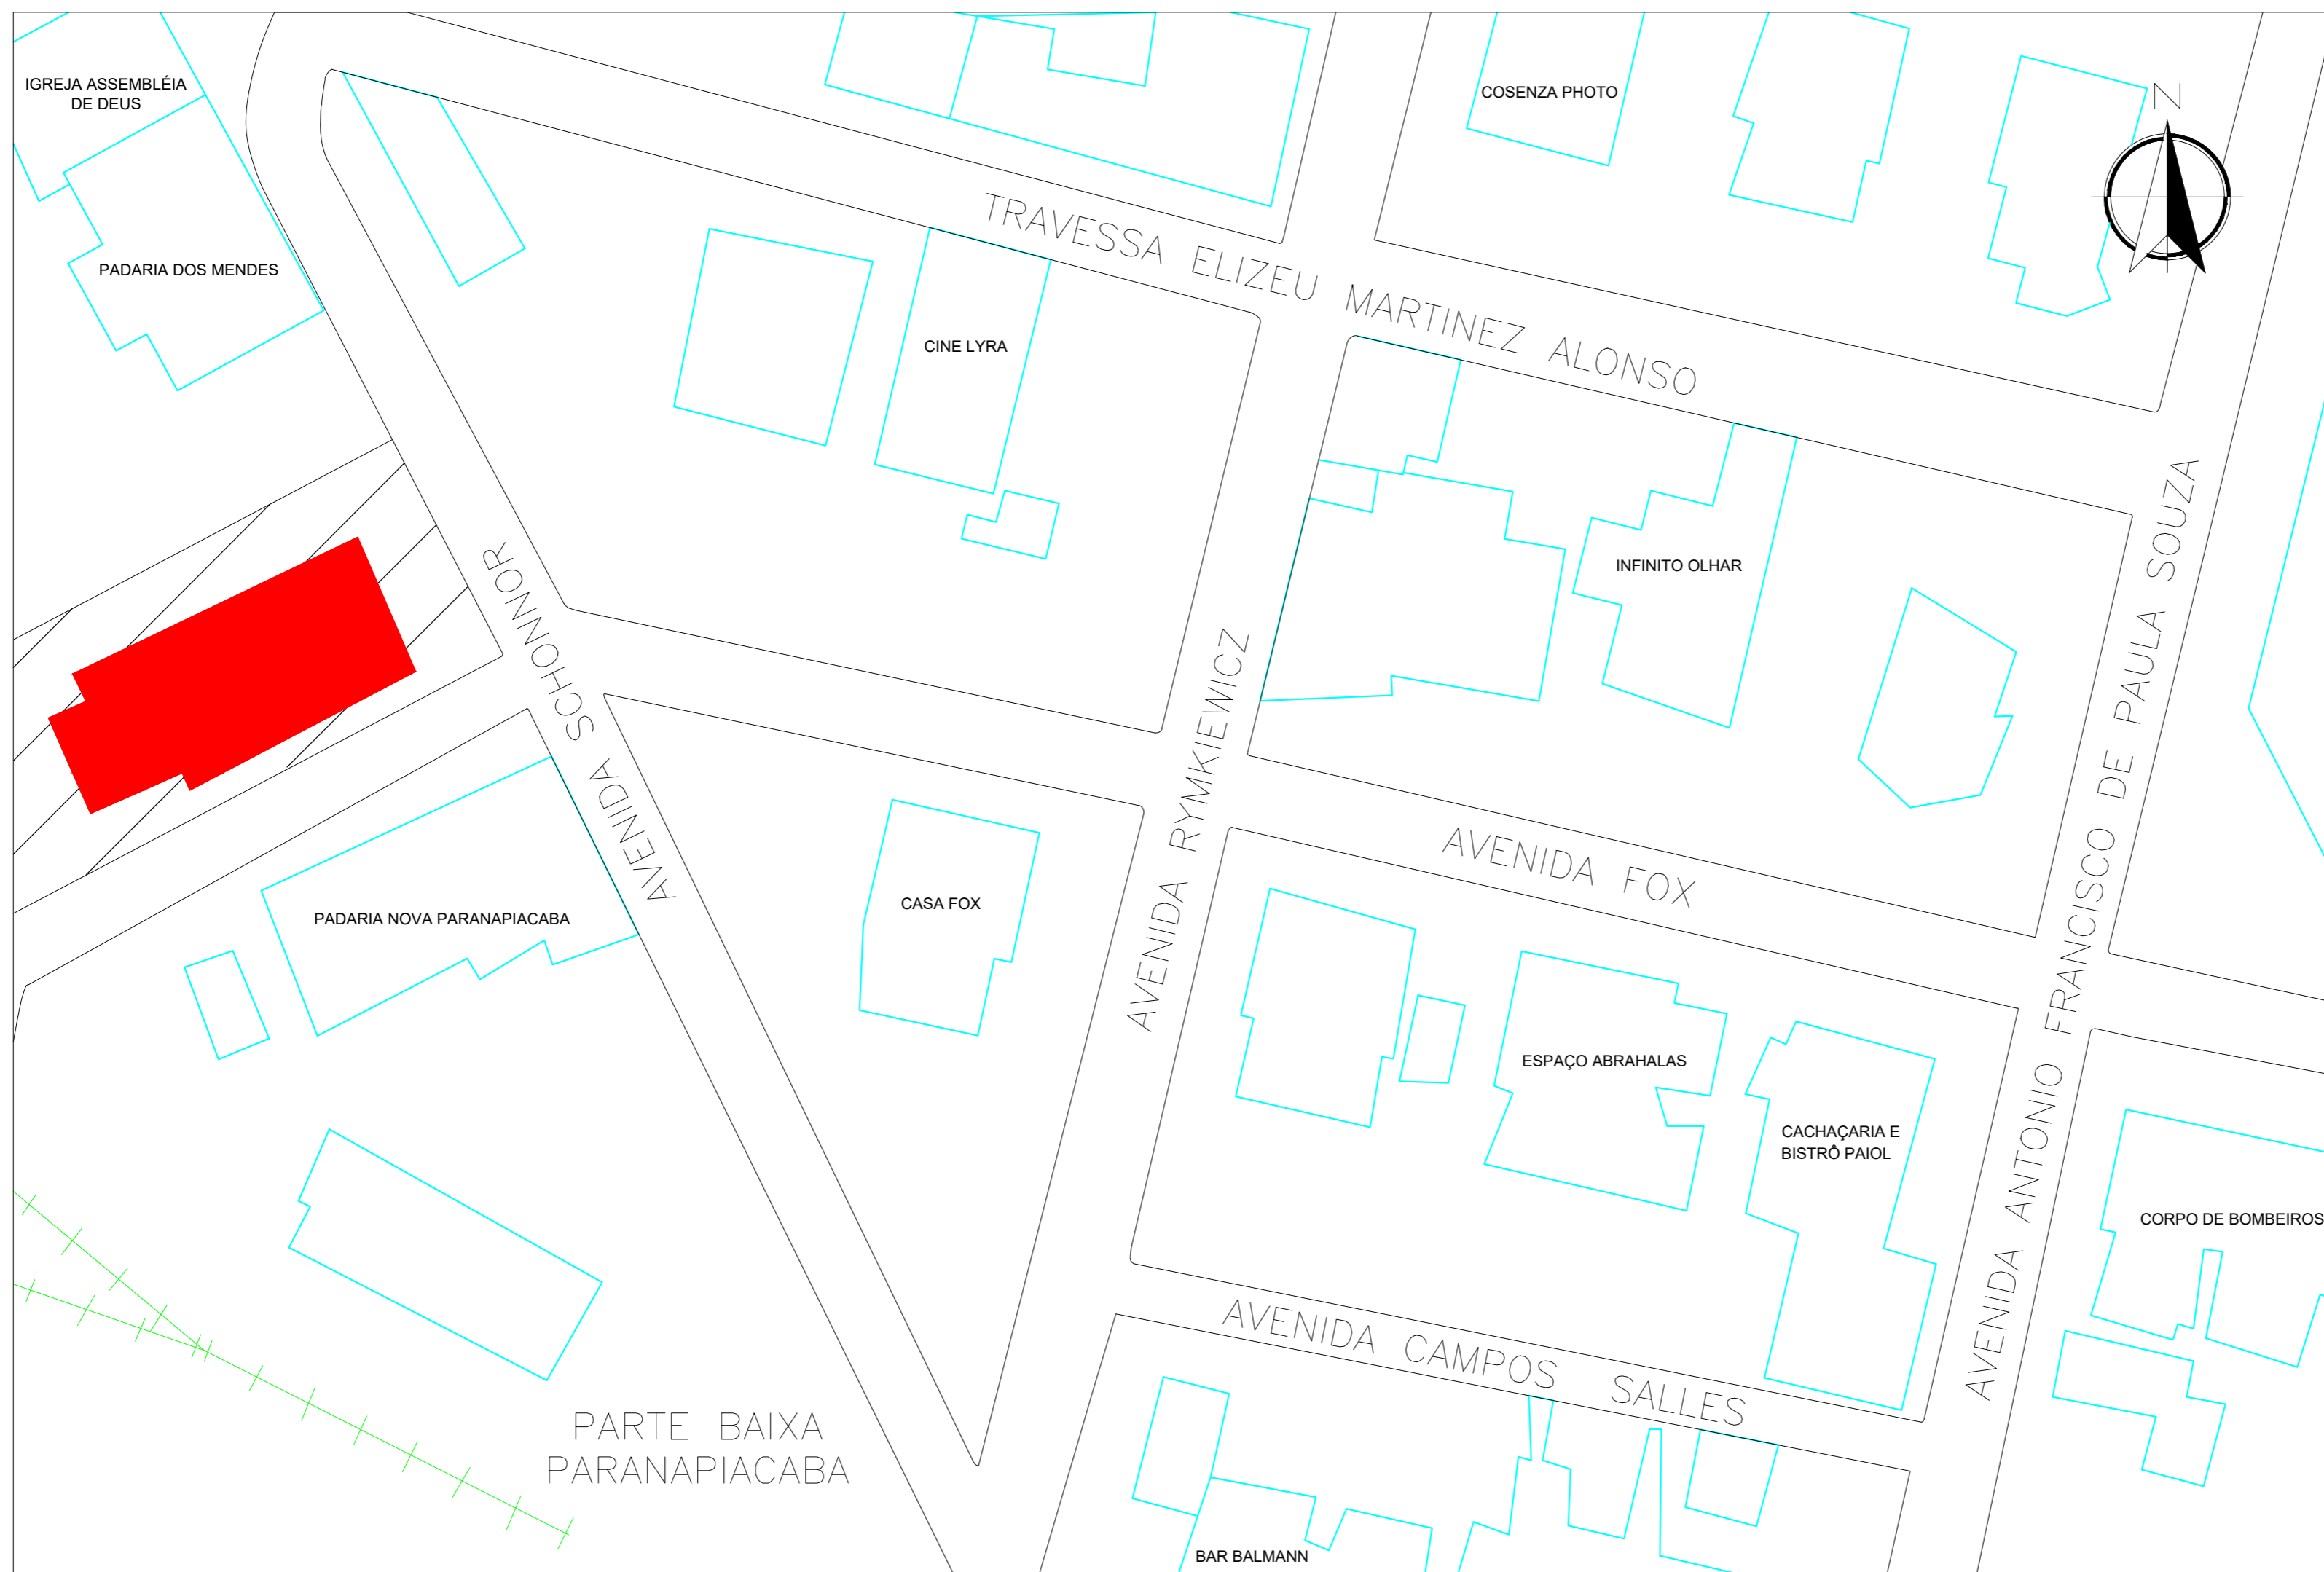 IGREJA ASSEMBLÉIA
DE DEUS
COSENZA PHOTO
N
PADARIA DOS MENDES
TRAVESSA ELIZEU MARTINEZ ALONSO
CINE LYRA
INFINITO OLHAR
AVENIDA SCHONNOR
AVENIDA RYMKIEWICZ
AVENIDA ANTONIO FRANCISCO DE PAULA SOUZA
AVENIDA FOX
CASA FOX
PADARIA NOVA PARANAPIACABA
ESPAÇO ABRAHALAS
CACHAÇARIA E
BISTRÔ PAIOL
CORPO DE BOMBEIROS
AVENIDA CAMPOS SALLES
PARTE BAIXA
PARANAPIACABA
BAR BALMANN